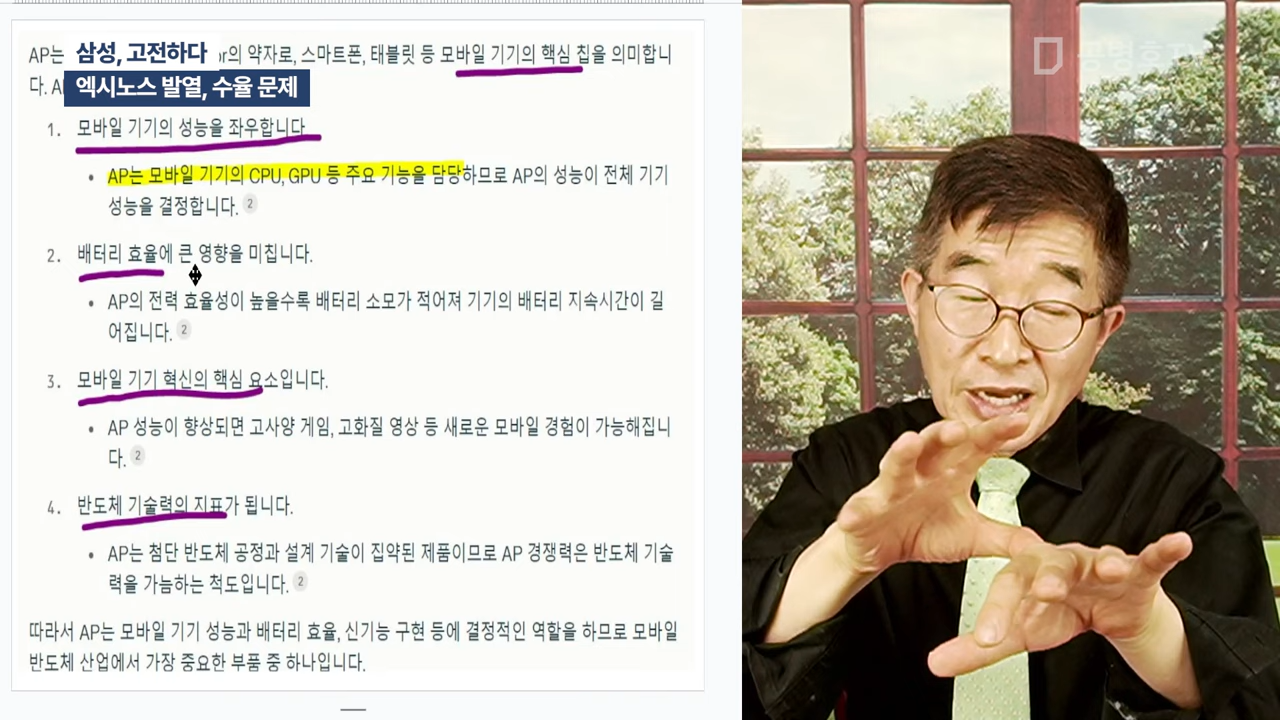 삼성, 고전하다
엑시노스 발열, 수율 문제
AP는 or의 약자로, 스마트폰, 태블릿 등 모바일 기기의 핵심 칩을 의미합니
다. A
1. 모바일 기기의 성능을 좌우합니다
• AP는 모바일 기기의 CPU, GPU 등 주요 기능을 담당하므로 AP의 성능이 전체 기기
성능을 결정합니다. 2
2. 배터리 효율에 큰 영향을 미칩니다.
• AP의 전력 효율성이 높을수록 배터리 소모가 적어져 기기의 배터리 지속시간이 길
어집니다. 2
3. 모바일 기기 혁신의 핵심 요소입니다.
• AP 성능이 향상되면 고사양 게임, 고화질 영상 등 새로운 모바일 경험이 가능해집니
다. 2
4. 반도체 기술력의 지표가 됩니다.
• AP는 첨단 반도체 공정과 설계 기술이 집약된 제품이므로 AP 경쟁력은 반도체 기술
력을 가늠하는 척도입니다. 2
따라서 AP는 모바일 기기 성능과 배터리 효율, 신기능 구현 등에 결정적인 역할을 하므로 모바일
반도체 산업에서 가장 중요한 부품 중 하나입니다.